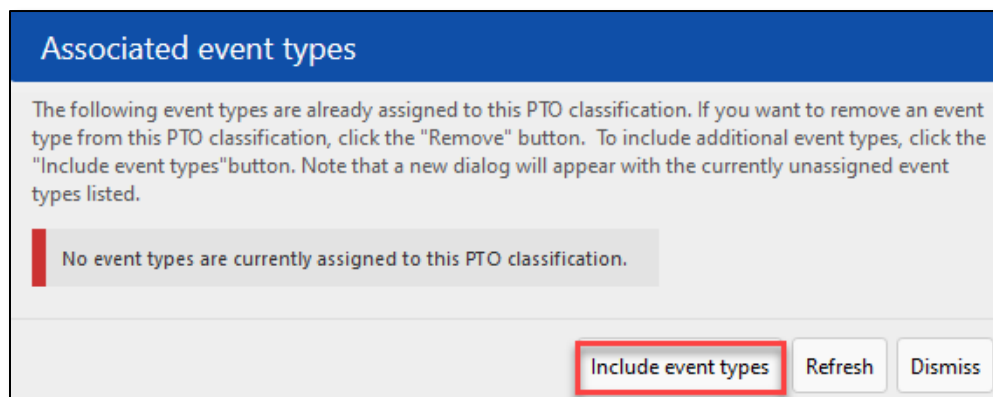 Associated event types
The following event types are already assigned to this PTO classification. If you want to remove an event
type from this PTO classification, click the "Remove" button.  To include additional event types, click the
"Include event types"button. Note that a new dialog will appear with the currently unassigned event
types listed.
No event types are currently assigned to this PTO classification.
Include event types Refresh Dismiss